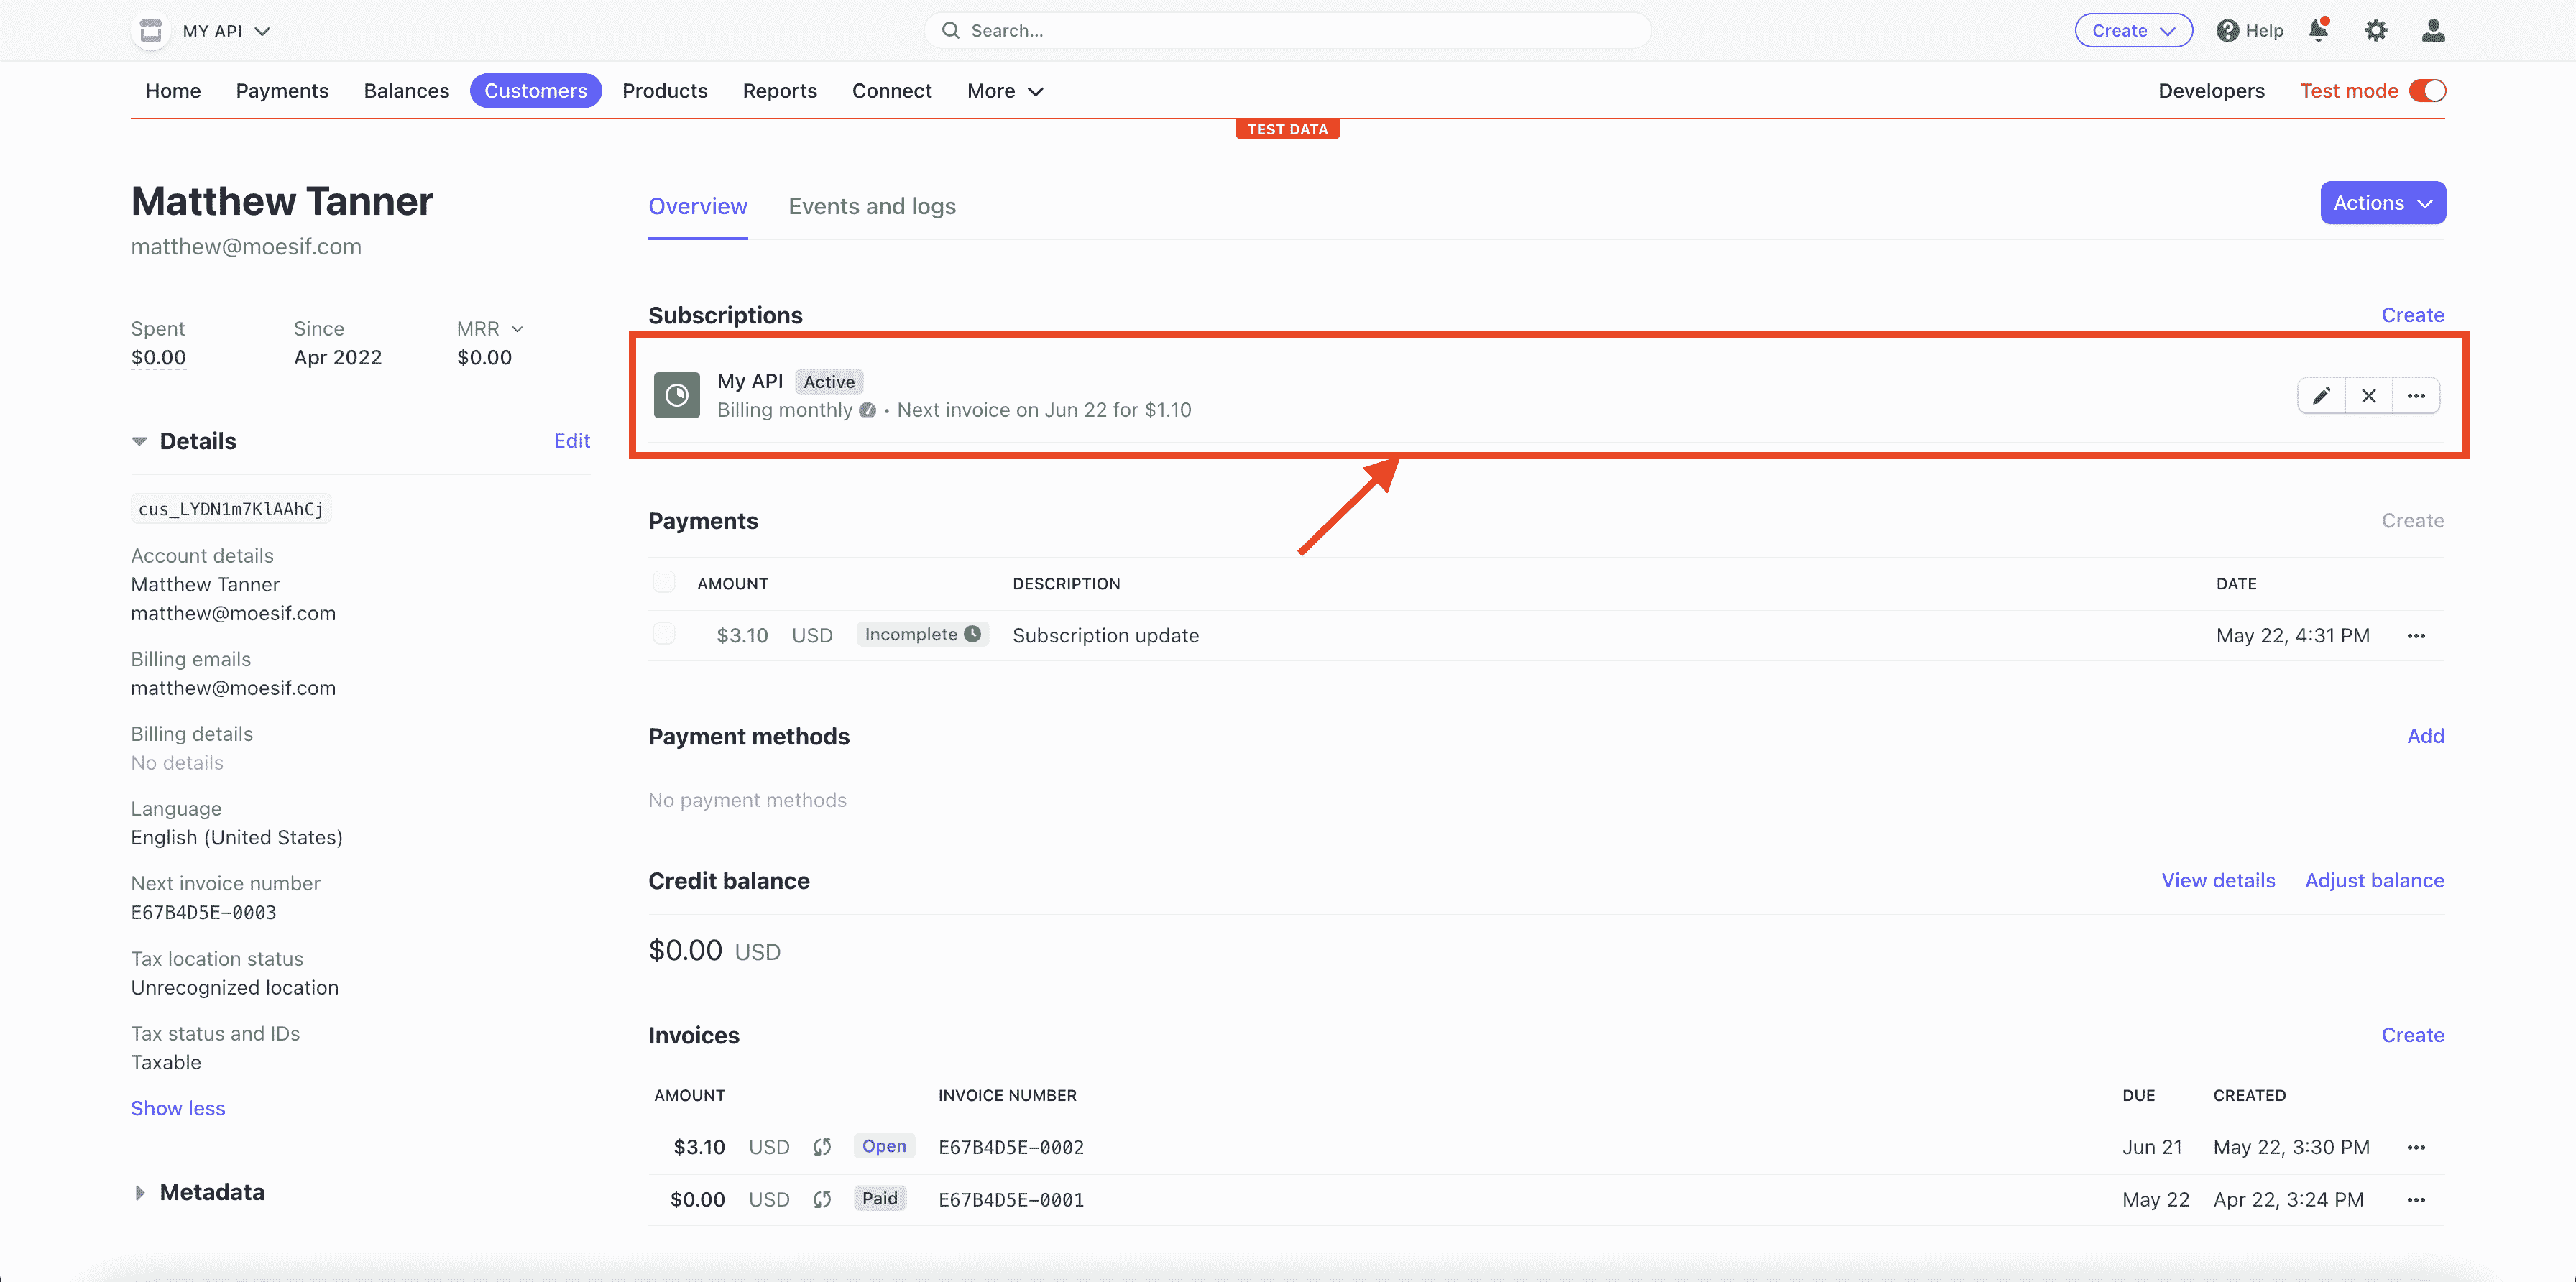 MY API
Search...
Create
Help
Home Payments Balances Customers Products Reports Connect More
Developers Test mode
TEST DATA
Matthew Tanner
matthew@moesif.com
Spent Since MRR
$0.00 Apr 2022 $0.00
Details Edit
cus_LYDN1m7KlAAhCj
Account details
Matthew Tanner
matthew@moesif.com
Billing emails
matthew@moesif.com
Billing details
No details
Language
English (United States)
Next invoice number
E67B4D5E-0003
Tax location status
Unrecognized location
Tax status and IDs
Taxable
Show less
Metadata
Overview Events and logs
Actions
Subscriptions Create
My API Active
Billing monthly • Next invoice on Jun 22 for $1.10
Payments Create
AMOUNT DESCRIPTION DATE
$3.10 USD Incomplete Subscription update May 22, 4:31 PM
Payment methods Add
No payment methods
Credit balance View details Adjust balance
$0.00 USD
Invoices Create
AMOUNT INVOICE NUMBER DUE CREATED
$3.10 USD Open E67B4D5E-0002 Jun 21 May 22, 3:30 PM
$0.00 USD Paid E67B4D5E-0001 May 22 Apr 22, 3:24 PM